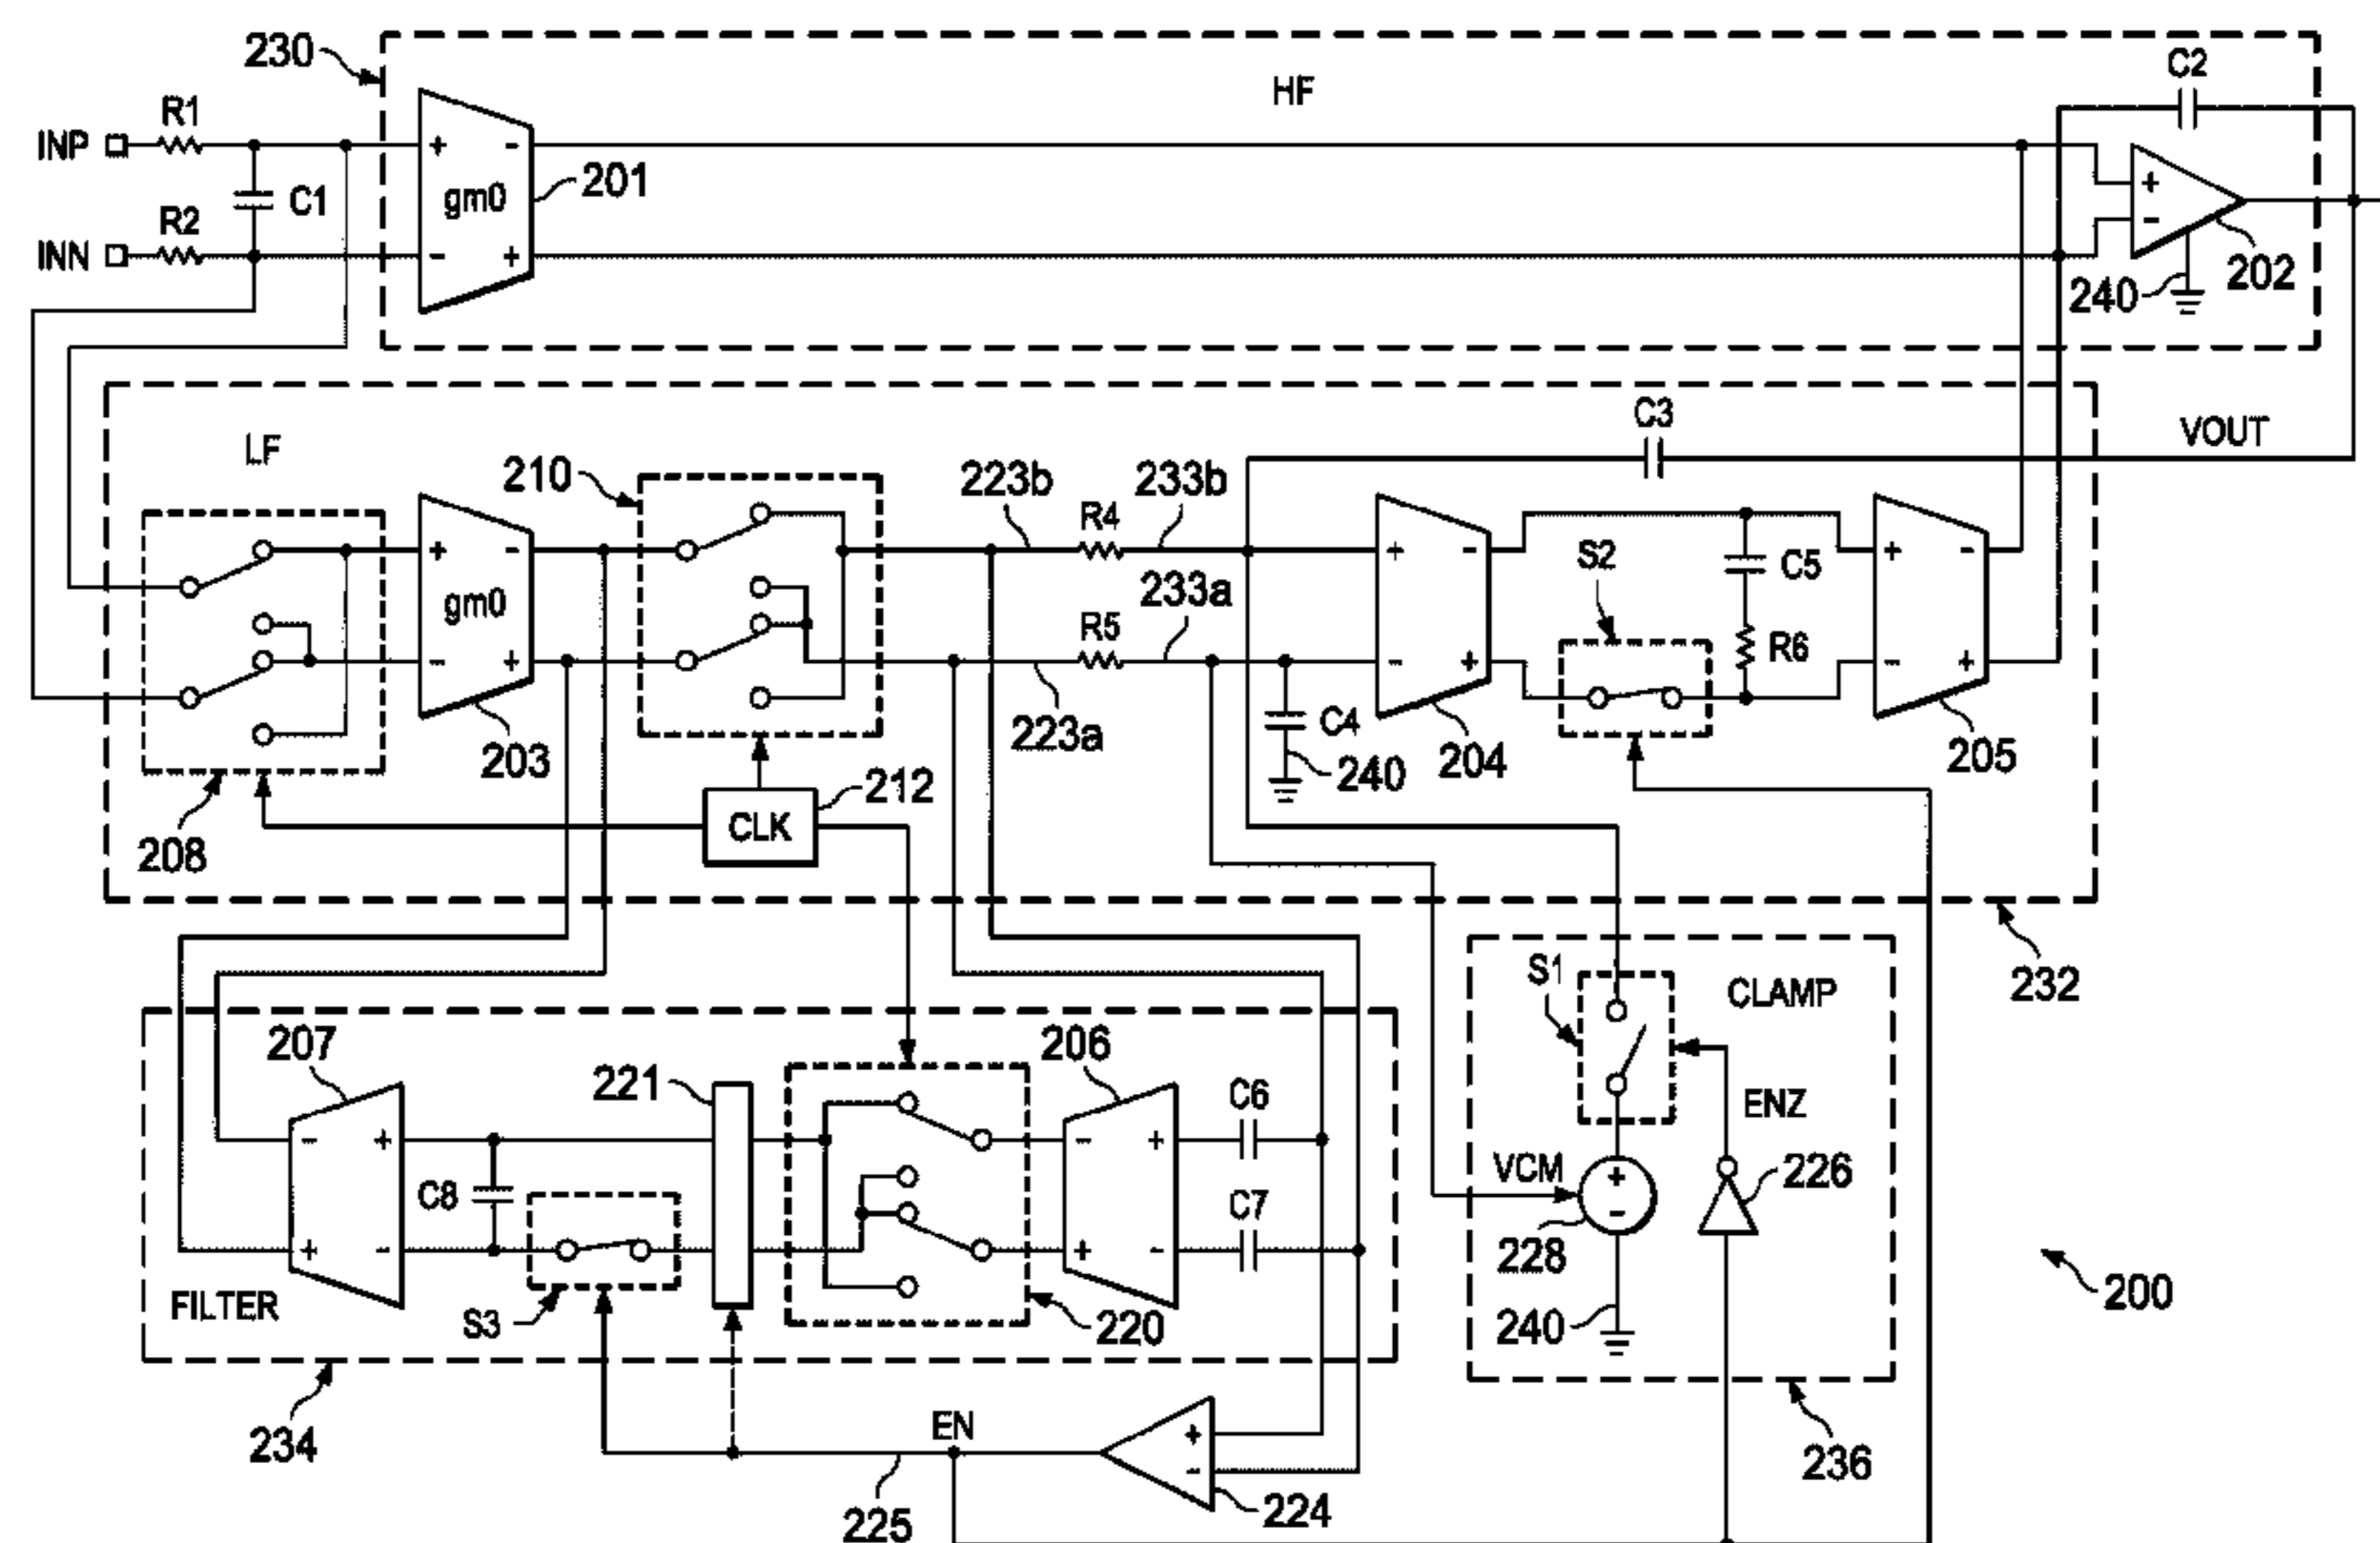 230
HF
C2
INP
R1
+
-
201
gm0
C1
R2
INN
-
+
+
-
202
240
LF
210
223b
233b
C3
VOUT
R4
+
-
gm0
-
+
203
208
CLK
212
223a
R5
233a
C4
240
+
-
-
+
204
S2
C5
R6
+
-
-
+
205
232
207
221
206
C6
C7
-
+
+
-
C8
-
+
+
-
FILTER
S3
220
234
S1
CLAMP
ENZ
VCM
+
-
228
226
240
200
236
EN
225
+
-
224